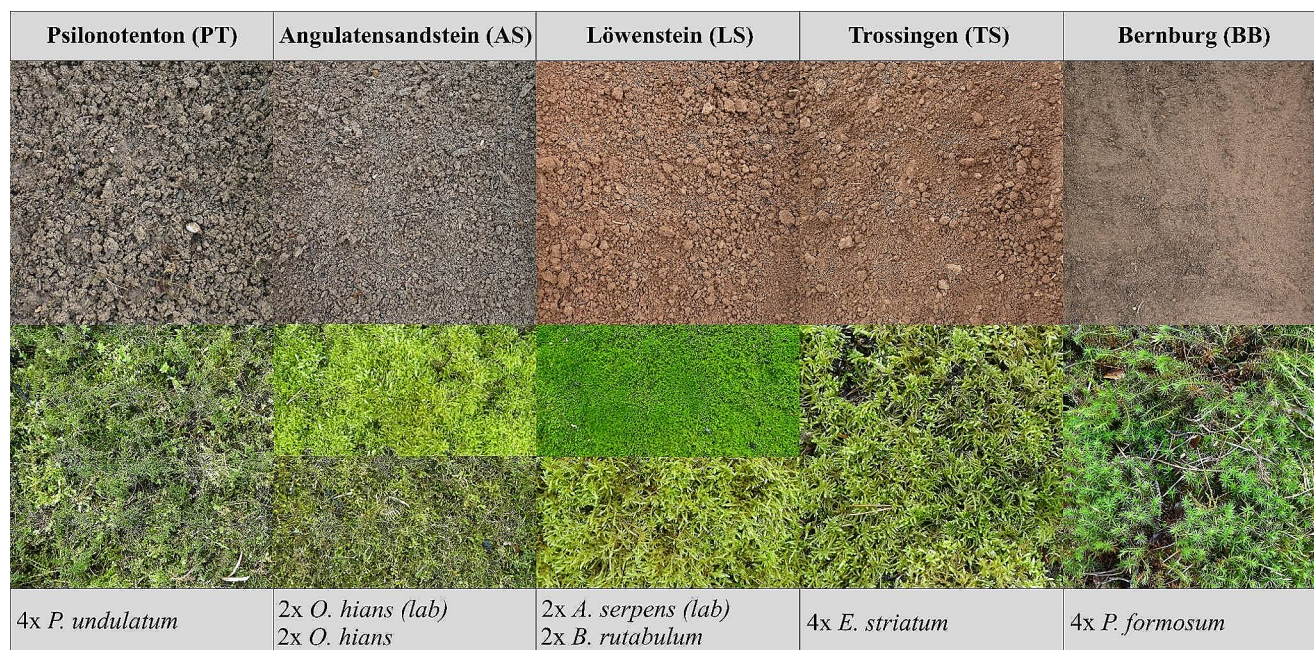 Psilonotenton (PT)
Angulatensandstein (AS)
Löwenstein (LS)
Trossingen (TS)
Bernburg (BB)
4x P. undulatum
2x O. hians (lab)
2x O. hians
2x A. serpens (lab)
2x B. rutabulum
4x E. striatum
4x P. formosum